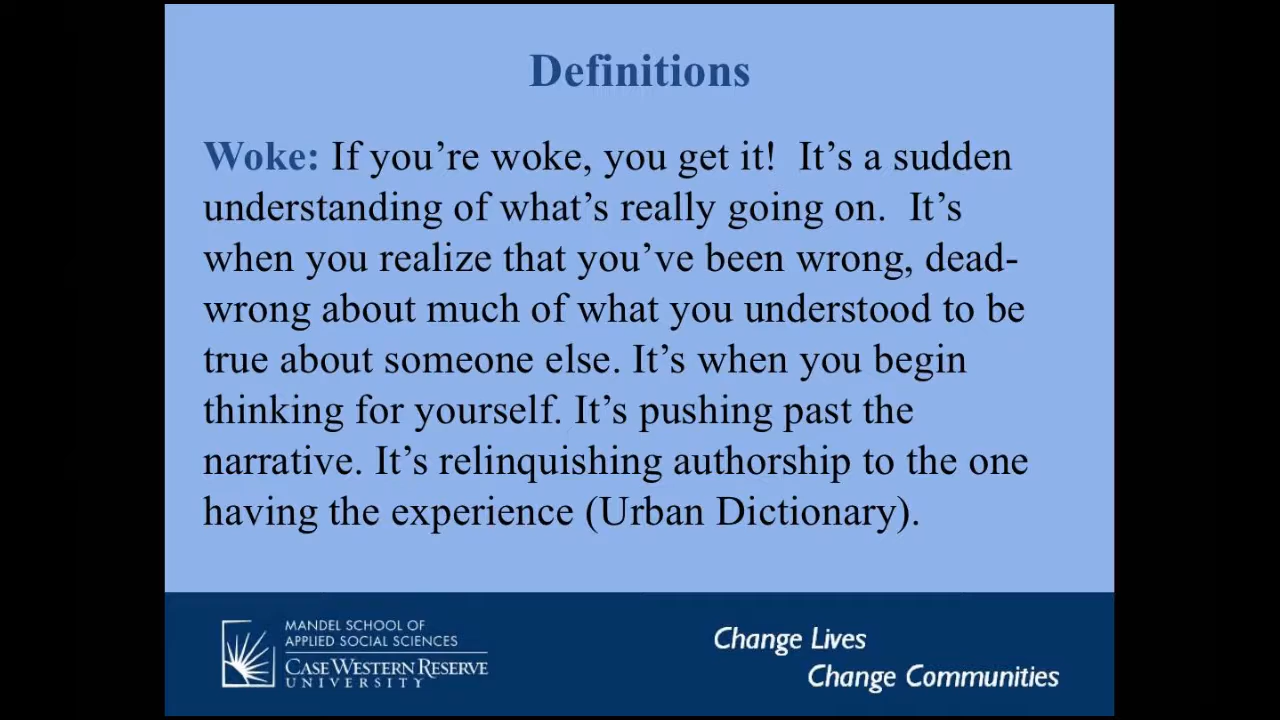 Definitions
Woke: If you’re woke, you get it!  It’s a sudden
understanding of what’s really going on.  It’s
when you realize that you’ve been wrong, dead-
wrong about much of what you understood to be
true about someone else. It’s when you begin
thinking for yourself. It’s pushing past the
narrative. It’s relinquishing authorship to the one
having the experience (Urban Dictionary).
MANDEL SCHOOL OF
APPLIED SOCIAL SCIENCES
CASE WESTERN RESERVE
UNIVERSITY
Change Lives
Change Communities